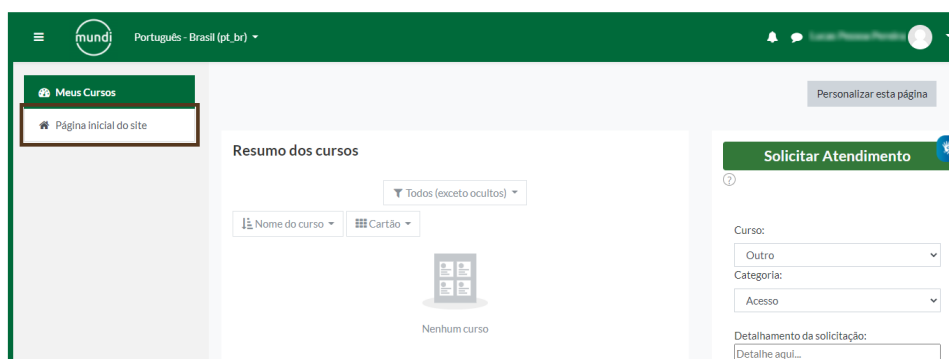 mundi
Português - Brasil (pt_br)
Meus Cursos
Página inicial do site
Personalizar esta página
Resumo dos cursos
Todos (exceto ocultos)
Nome do curso
Cartão
Nenhum curso
Solicitar Atendimento
?
Curso:
Outro
Categoria:
Acesso
Detalhamento da solicitação:
Detalhe aqui...